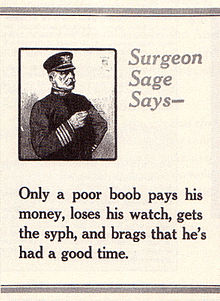 Surgeon
Sage
Says—
Only a poor boob pays his
money, loses his watch, gets
the syph, and brags that he's
had a good time.